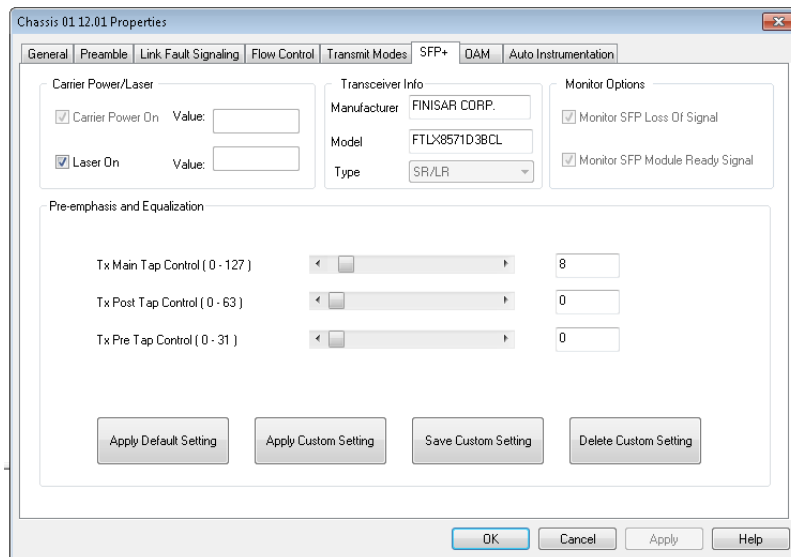 Chassis 01 12.01 Properties
General Preamble Link Fault Signaling Flow Control Transmit Modes SFP+ OAM Auto Instrumentation
Carrier Power/Laser
Carrier Power On Value:
Laser On Value:
Transceiver Info
Manufacturer FINISAR CORP.
Model FTLX8571D3BCL
Type SR/LR
Monitor Options
Monitor SFP Loss Of Signal
Monitor SFP Module Ready Signal
Pre-emphasis and Equalization
Tx Main Tap Control ( 0 - 127 ) 8
Tx Post Tap Control ( 0 - 63 ) 0
Tx Pre Tap Control ( 0 - 31 ) 0
Apply Default Setting Apply Custom Setting Save Custom Setting Delete Custom Setting
OK Cancel Apply Help